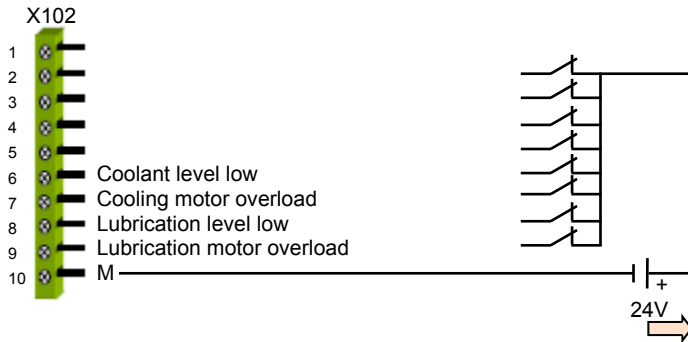 X102
1
2
3
4
5
6 Coolant level low
7 Cooling motor overload
8 Lubrication level low
9 Lubrication motor overload
10 M
+
24V